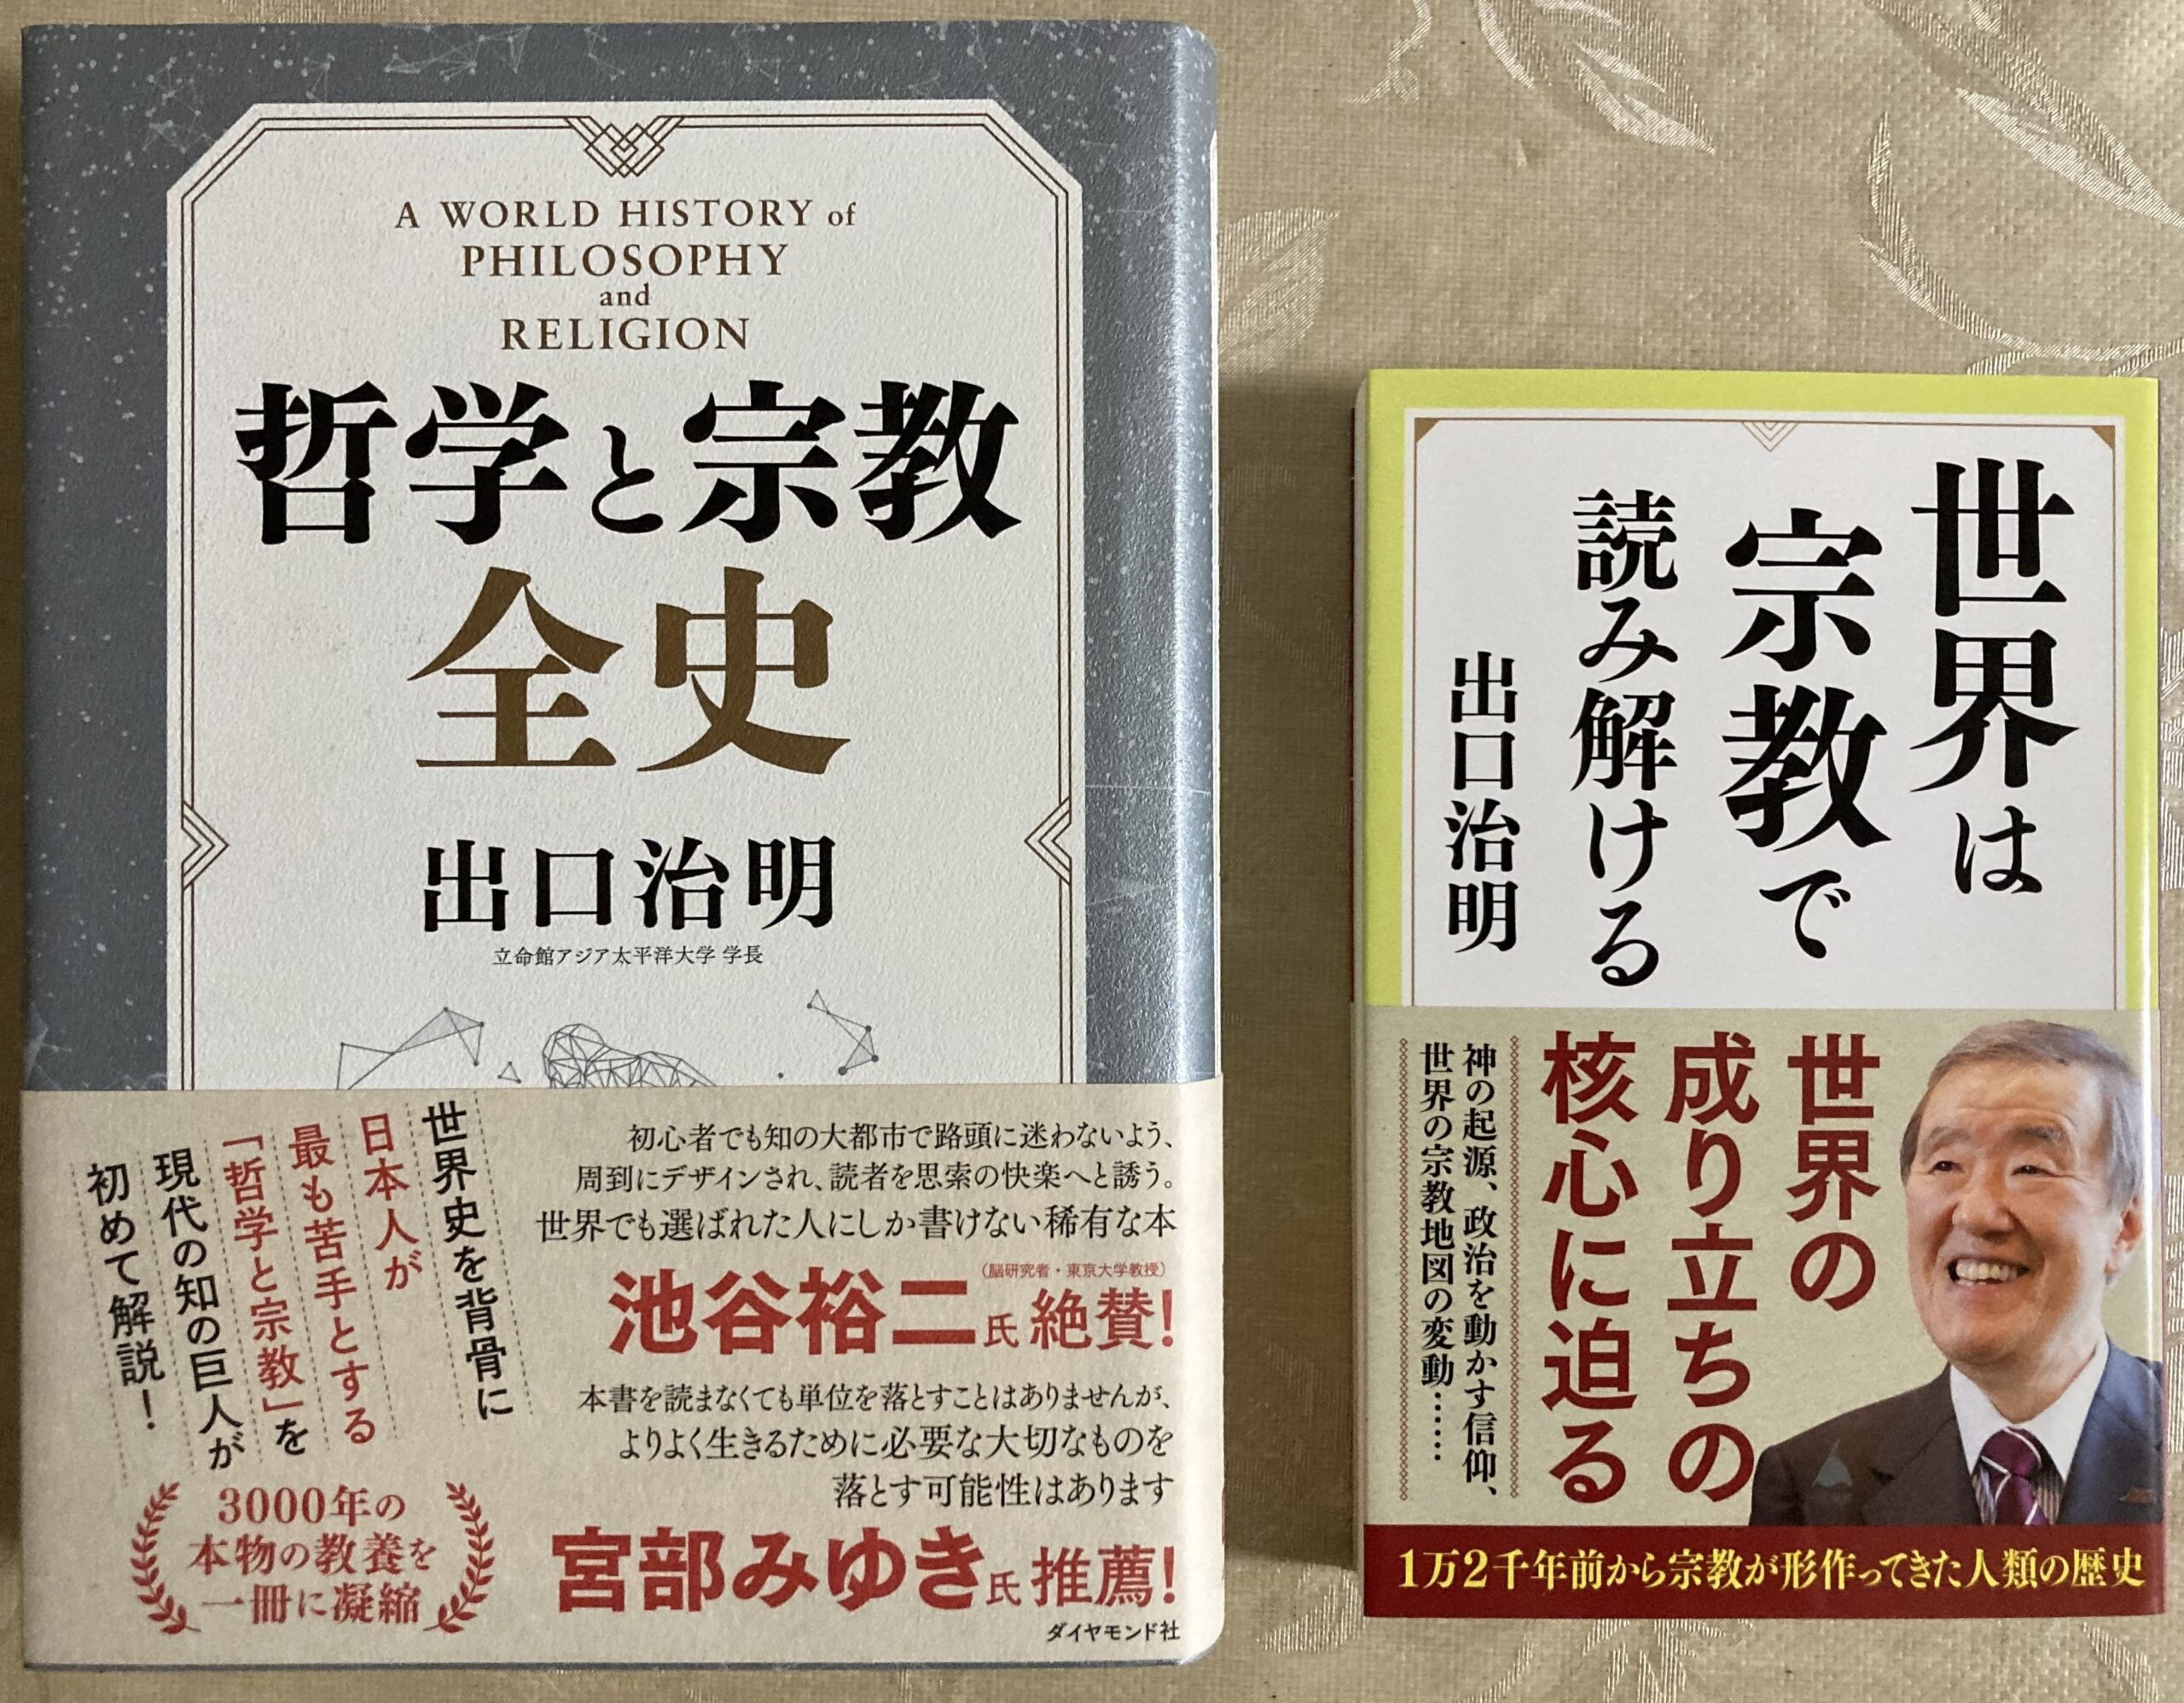 A WORLD HISTORY of
PHILOSOPHY
and
RELIGION
哲学と宗教
全史
出口治明
立命館アジア太平洋大学 学長
世界史を背骨に
日本人が
最も苦手とする
「哲学と宗教」を
現代の知の巨人が
初めて解説！
3000年の
本物の教養を
一冊に凝縮
初心者でも知の大都市で路頭に迷わないよう、
周到にデザインされ、読者を思索の快楽へと誘う。
世界でも選ばれた人にしか書けない稀有な本
（脳研究者・東京大学教授）
池谷裕二氏 絶賛！
本書を読まなくても単位を落とすことはありませんが、
よりよく生きるために必要な大切なものを
落とす可能性はあります
宮部みゆき氏 推薦！
ダイヤモンド社
世界は
宗教で
読み解ける
出口治明
世界の
成り立ちの
核心に迫る
神の起源、政治を動かす信仰、
世界の宗教地図の変動……
1万2千年前から宗教が形作ってきた人類の歴史